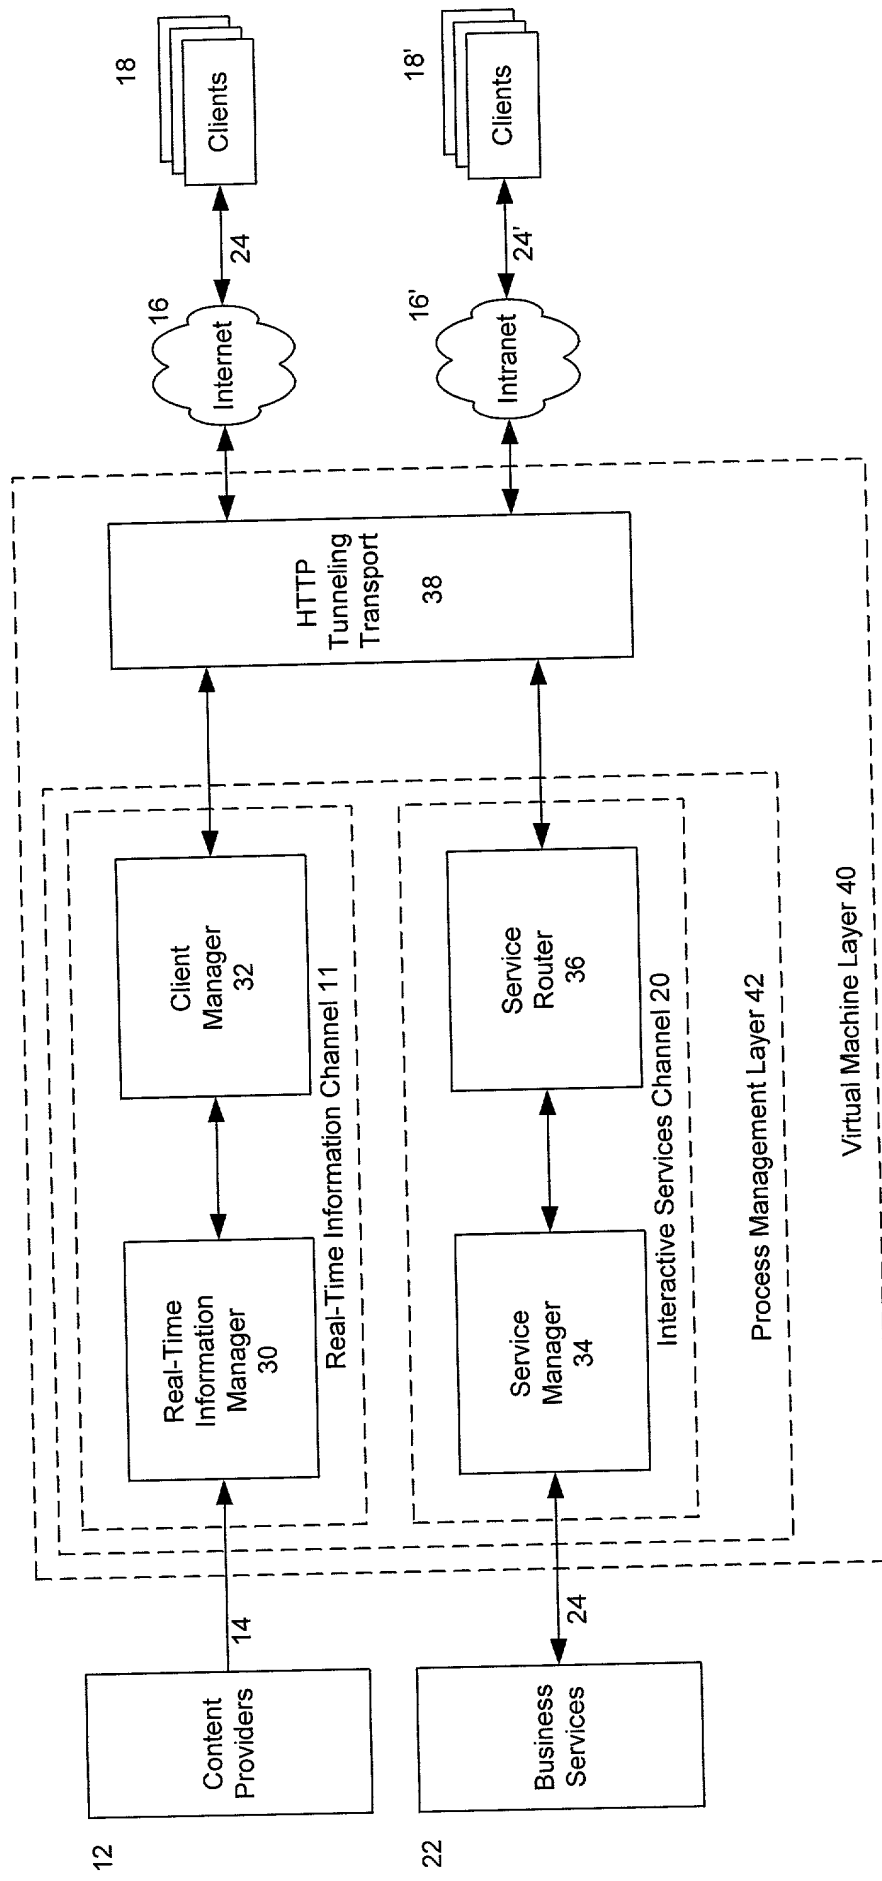 12
Content
Providers
14
Real-Time
Information
Manager
30
Client
Manager
32
Real-Time Information Channel 11
22
Business
Services
24
Service
Manager
34
Service
Router
36
Interactive Services Channel 20
Process Management Layer 42
Virtual Machine Layer 40
HTTP
Tunneling
Transport
38
16
Internet
24
18
Clients
16'
Intranet
24'
18'
Clients